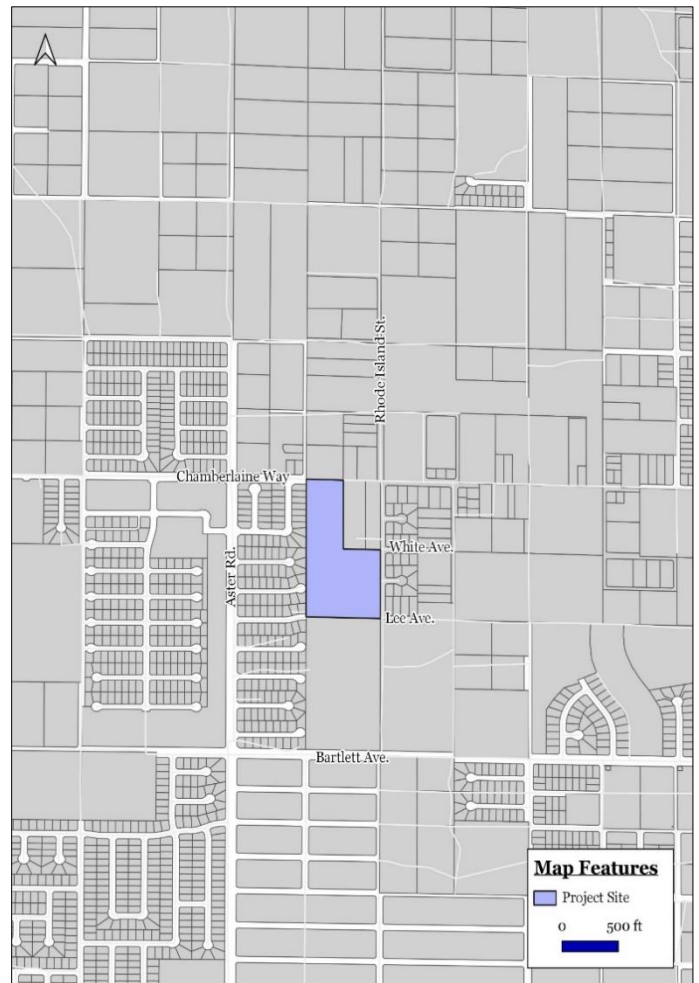 Rhode Island St.
Chamberlaine Way
White Ave.
Aster Rd.
Lee Ave.
Bartlett Ave.
Map Features
Project Site
0 500 ft